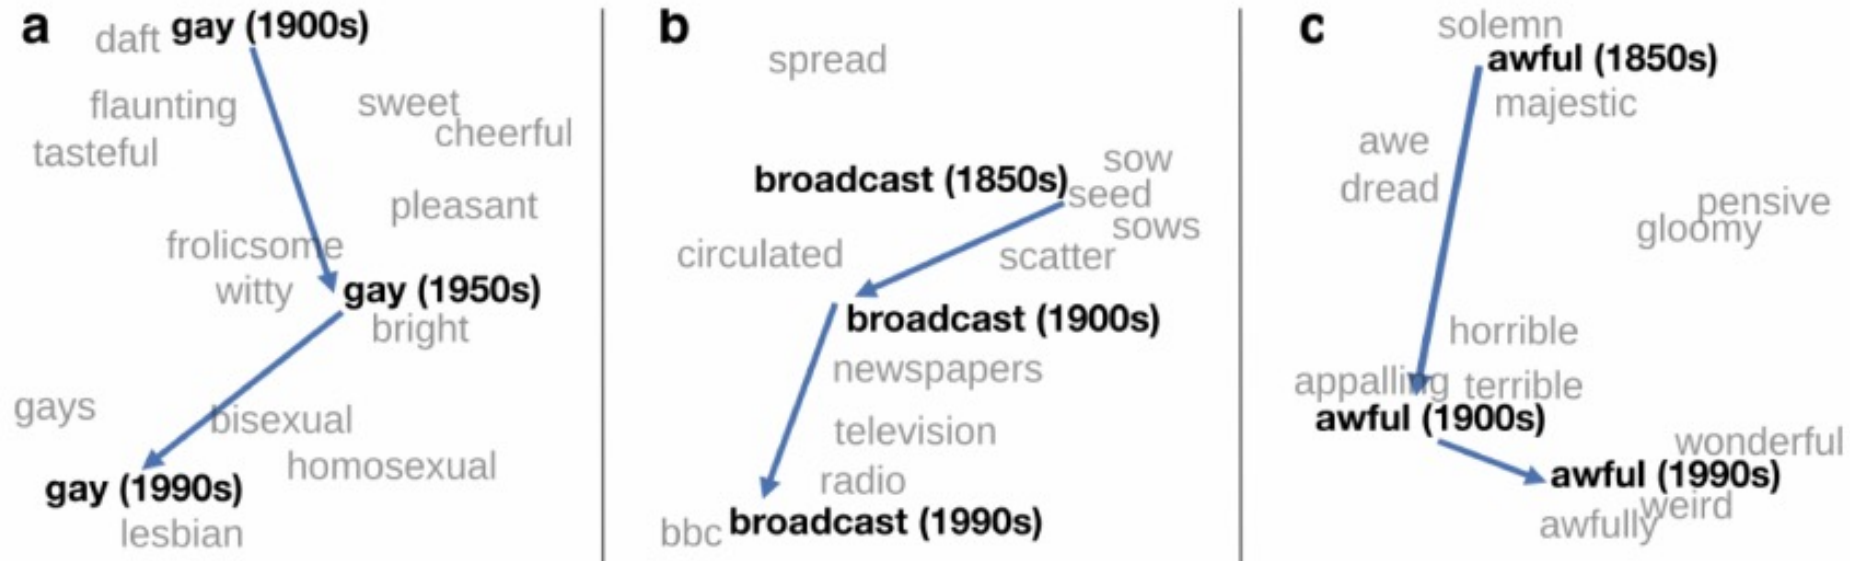 a
daft gay (1900s)
flaunting
sweet
cheerful
tasteful
pleasant
frolicsome
witty
gay (1950s)
bright
gays
bisexual
homosexual
gay (1990s)
lesbian
b
spread
sow
broadcast (1850s)
seed
sows
circulated
scatter
broadcast (1900s)
newspapers
television
radio
bbc broadcast (1990s)
c
solemn
awful (1850s)
majestic
awe
dread
pensive
gloomy
horrible
appalling
terrible
awful (1900s)
wonderful
awful (1990s)
weird
awfully